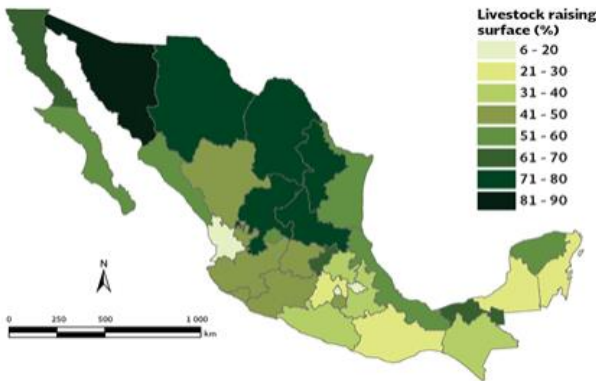 Livestock raising
surface (%)
6 - 20
21 - 30
31 - 40
41 - 50
51 - 60
61 - 70
71 - 80
81 - 90
N
0 250 500 1 000
km